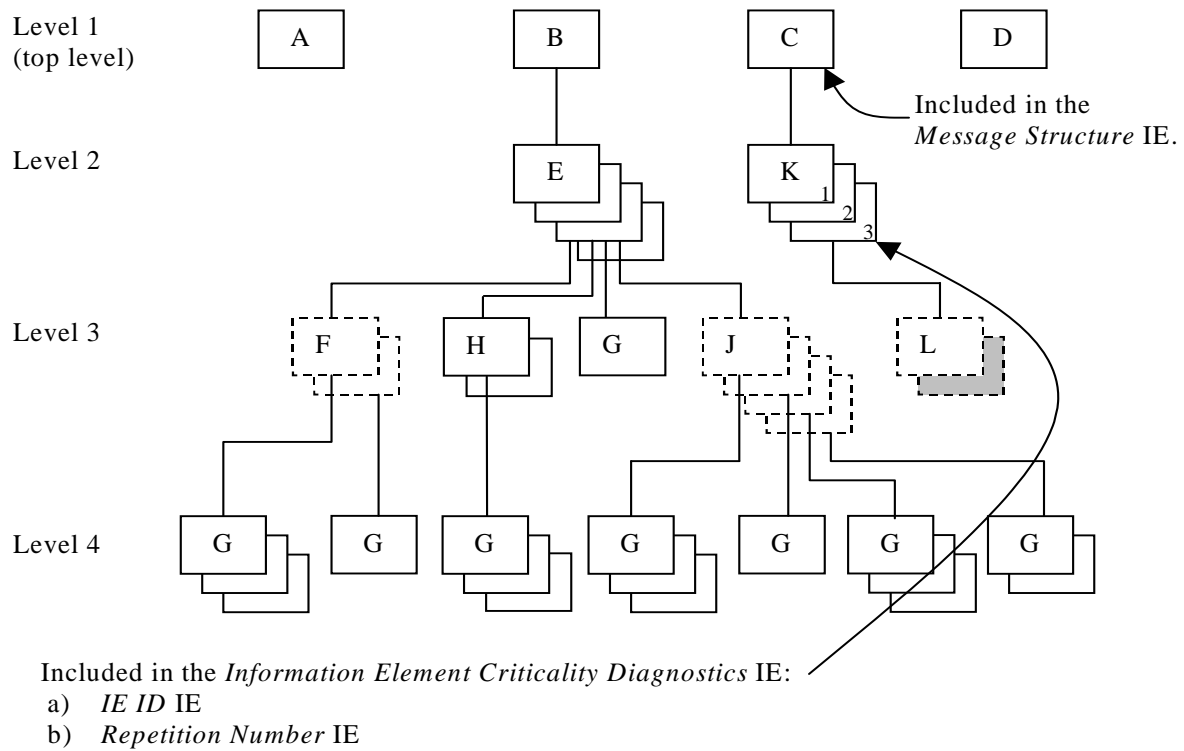 Level 1
(top level)
A
B
C
D
Included in the
Message Structure IE.
Level 2
E
K
1
2
3
Level 3
F
H
G
J
L
Level 4
G
G
G
G
G
G
G
Included in the Information Element Criticality Diagnostics IE:
a) IE ID IE
b) Repetition Number IE